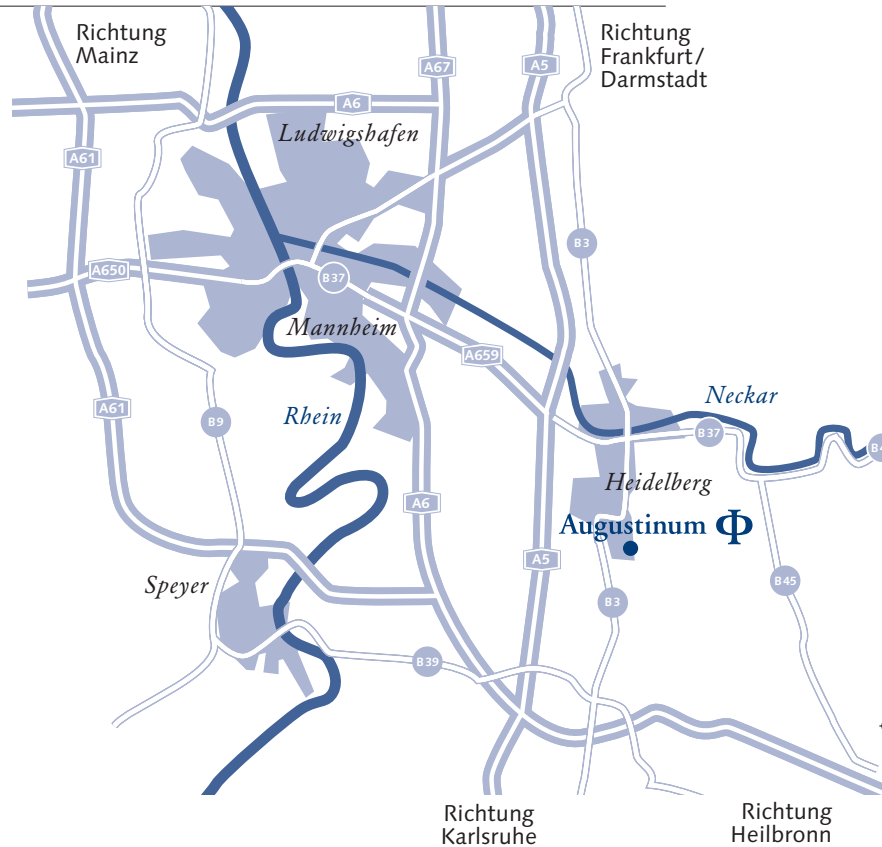 Richtung
Mainz
Richtung
Frankfurt/
Darmstadt
A67
A5
A6
Ludwigshafen
A61
B3
A650
B37
Mannheim
A659
Neckar
A61
Rhein
B9
B37
Heidelberg
A6
Augustinum Φ
A5
Speyer
B45
B3
B39
Richtung
Karlsruhe
Richtung
Heilbronn